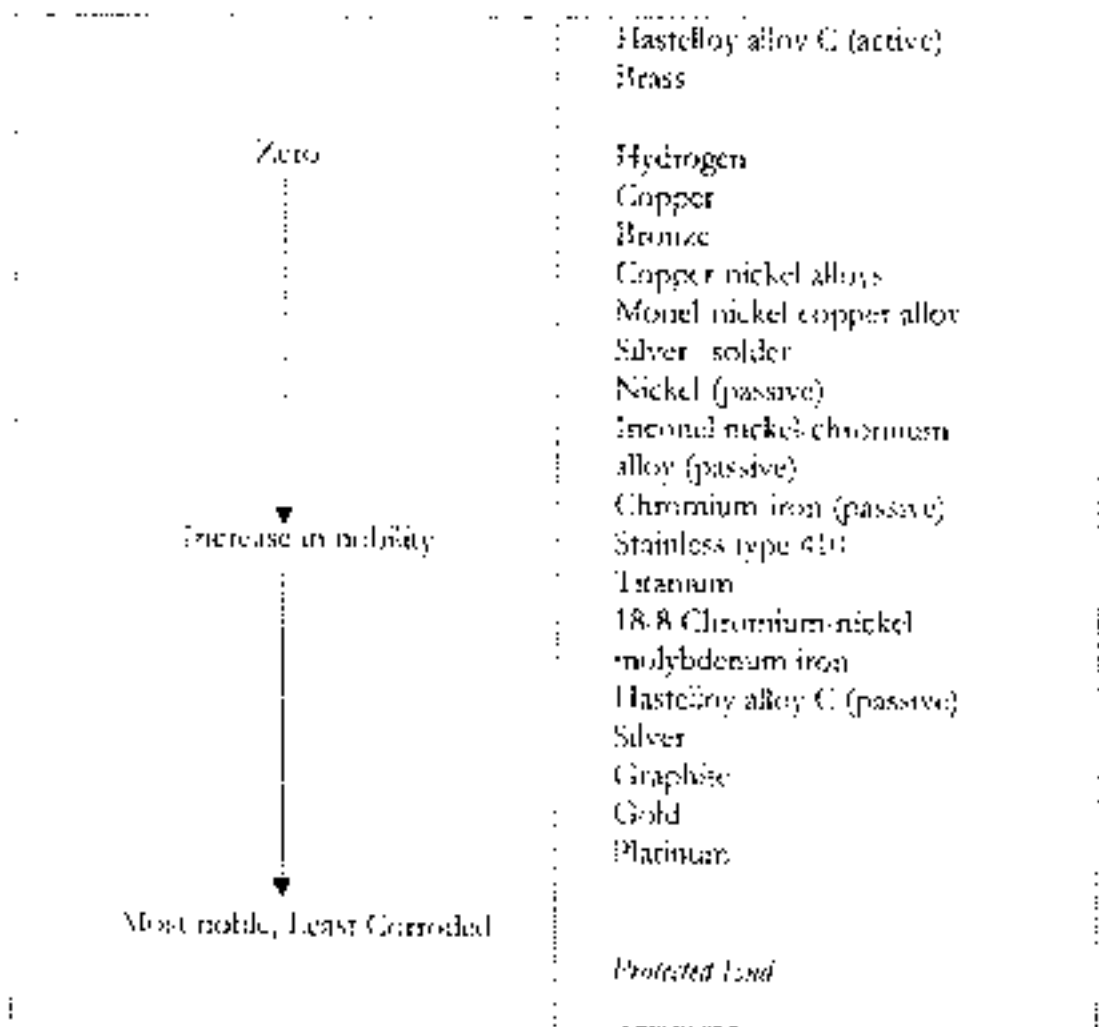 Hastelloy alloy C (active)
Brass
Zero
Hydrogen
Copper
Bronze
Copper nickel alloys
Monel nickel copper alloy
Silver solder
Nickel (passive)
Inconel nickel-chromium
alloy (passive)
Chromium iron (passive)
Increase in nobility
Stainless type 410
Titanium
18-8 Chromium-nickel
molybdenum iron
Hastelloy alloy C (passive)
Silver
Graphite
Gold
Platinum
Most noble, Least Corroded
Protected End